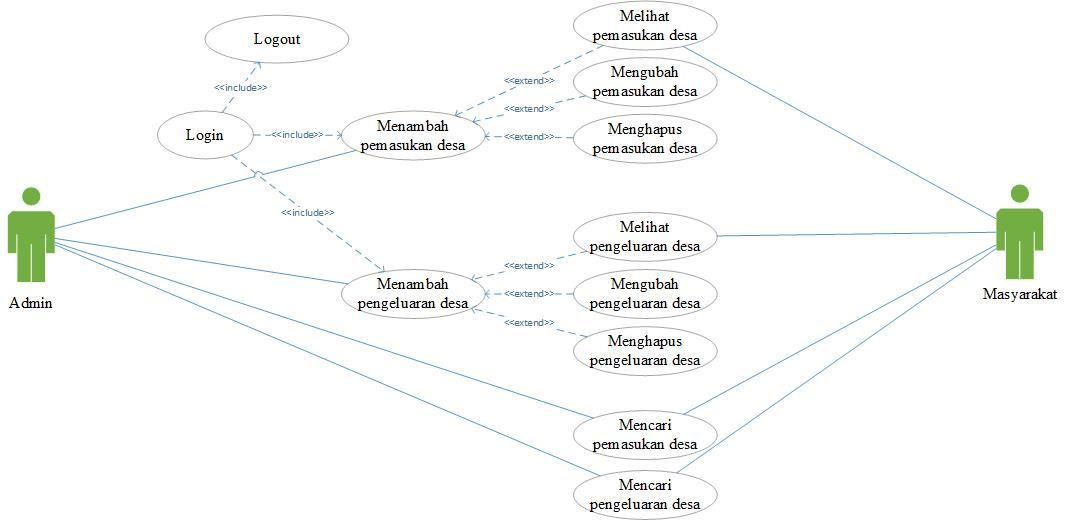 Logout
<<include>>
Login
<<include>>
<<include>>
Menambah
pemasukan desa
<<extend>>
<<extend>>
<<extend>>
Melihat
pemasukan desa
Mengubah
pemasukan desa
Menghapus
pemasukan desa
Admin
Menambah
pengeluaran desa
<<extend>>
<<extend>>
<<extend>>
Melihat
pengeluaran desa
Mengubah
pengeluaran desa
Menghapus
pengeluaran desa
Mencari
pemasukan desa
Mencari
pengeluaran desa
Masyarakat